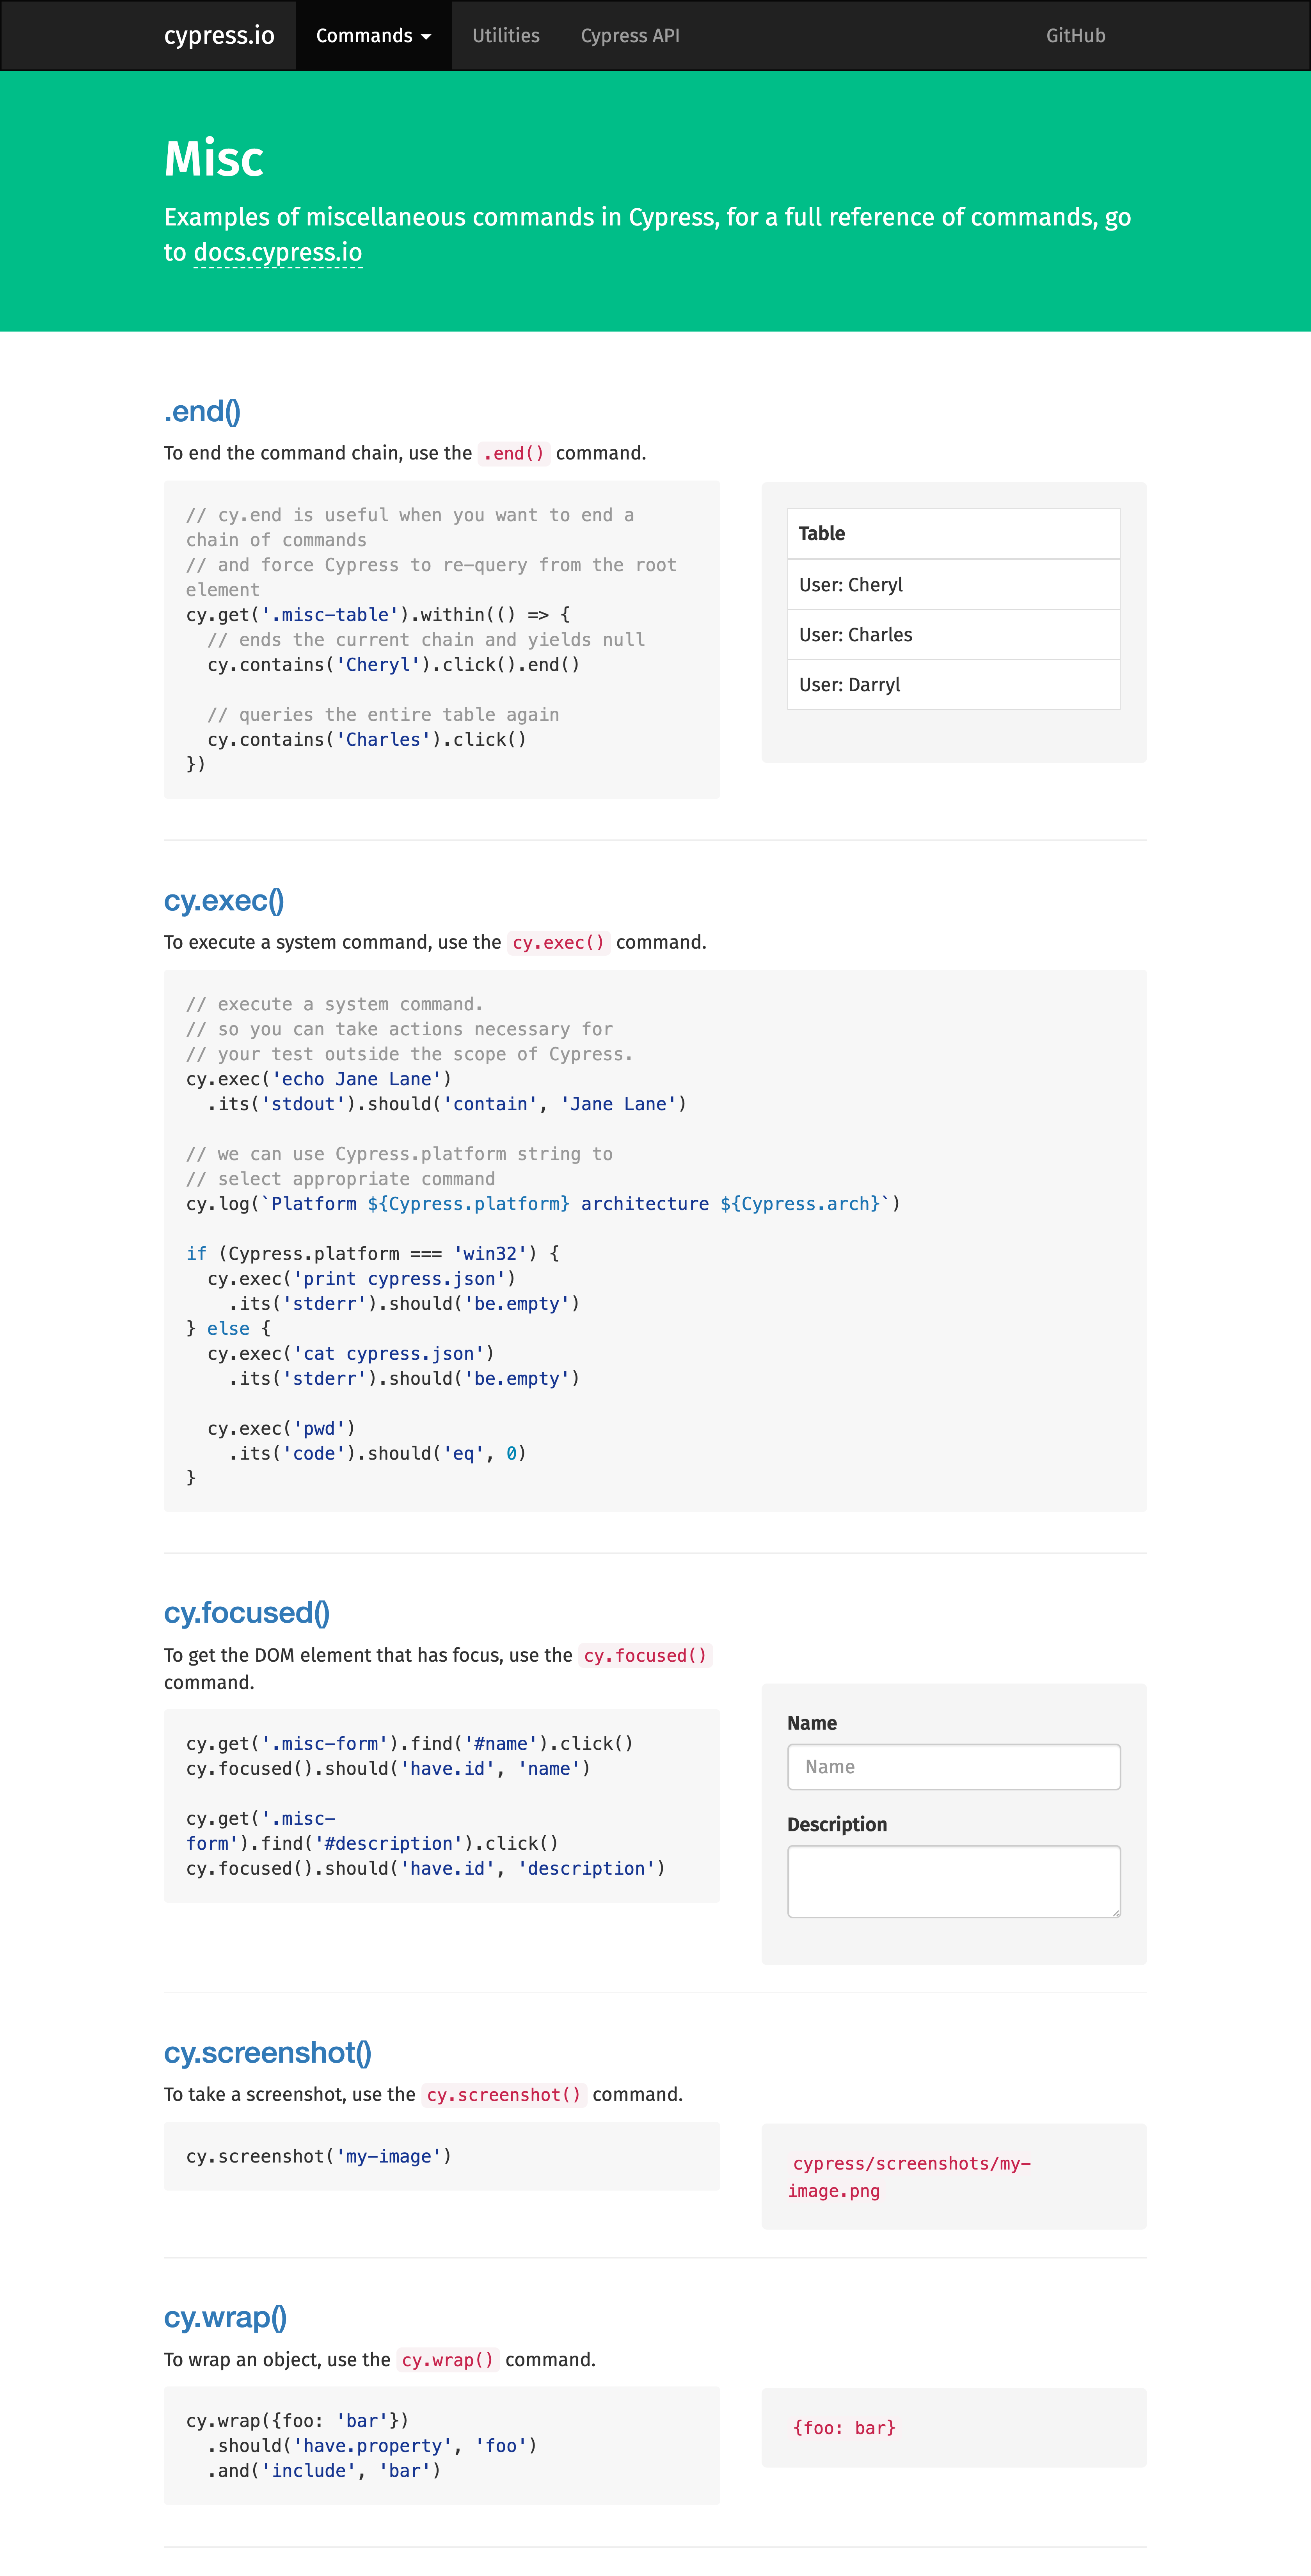 cypress.io Commands Utilities Cypress API GitHub
Misc
Examples of miscellaneous commands in Cypress, for a full reference of commands, go
to docs.cypress.io
.end()
To end the command chain, use the .end() command.
// cy.end is useful when you want to end a
chain of commands
// and force Cypress to re-query from the root
element
cy.get('.misc-table').within(() => {
  // ends the current chain and yields null
  cy.contains('Cheryl').click().end()

  // queries the entire table again
  cy.contains('Charles').click()
})
Table
User: Cheryl
User: Charles
User: Darryl
cy.exec()
To execute a system command, use the cy.exec() command.
// execute a system command.
// so you can take actions necessary for
// your test outside the scope of Cypress.
cy.exec('echo Jane Lane')
  .its('stdout').should('contain', 'Jane Lane')

// we can use Cypress.platform string to
// select appropriate command
cy.log(`Platform ${Cypress.platform} architecture ${Cypress.arch}`)

if (Cypress.platform === 'win32') {
  cy.exec('print cypress.json')
    .its('stderr').should('be.empty')
} else {
  cy.exec('cat cypress.json')
    .its('stderr').should('be.empty')

  cy.exec('pwd')
    .its('code').should('eq', 0)
}
cy.focused()
To get the DOM element that has focus, use the cy.focused()
command.
cy.get('.misc-form').find('#name').click()
cy.focused().should('have.id', 'name')

cy.get('.misc-
form').find('#description').click()
cy.focused().should('have.id', 'description')
Name
Name
Description
cy.screenshot()
To take a screenshot, use the cy.screenshot() command.
cy.screenshot('my-image')
cypress/screenshots/my-
image.png
cy.wrap()
To wrap an object, use the cy.wrap() command.
cy.wrap({foo: 'bar'})
  .should('have.property', 'foo')
  .and('include', 'bar')
{foo: bar}